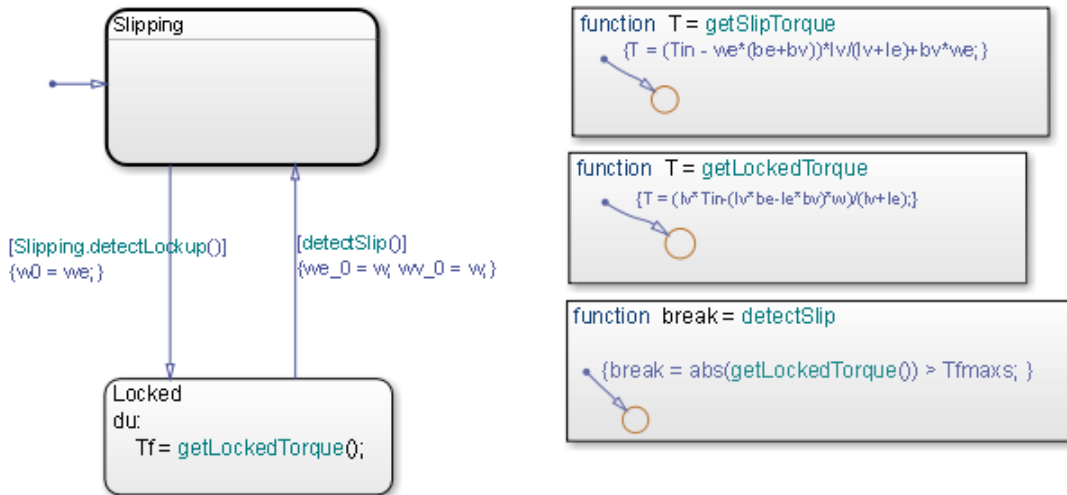 Slipping
[Slipping.detectLockup()]
{w0 = we; }
[detectSlip()]
{we_0 = w; wv_0 = w; }
Locked
du:
Tf = getLockedTorque();
function T = getSlipTorque
{T = (Tin - we*(be+bv))*Iv/(Iv+Ie)+bv*we; }
function T = getLockedTorque
{T = (Iv*Tin-(Iv*be-Ie*bv)*w)/(Iv+Ie);}
function break = detectSlip
{break = abs(getLockedTorque()) > Tfmaxs; }